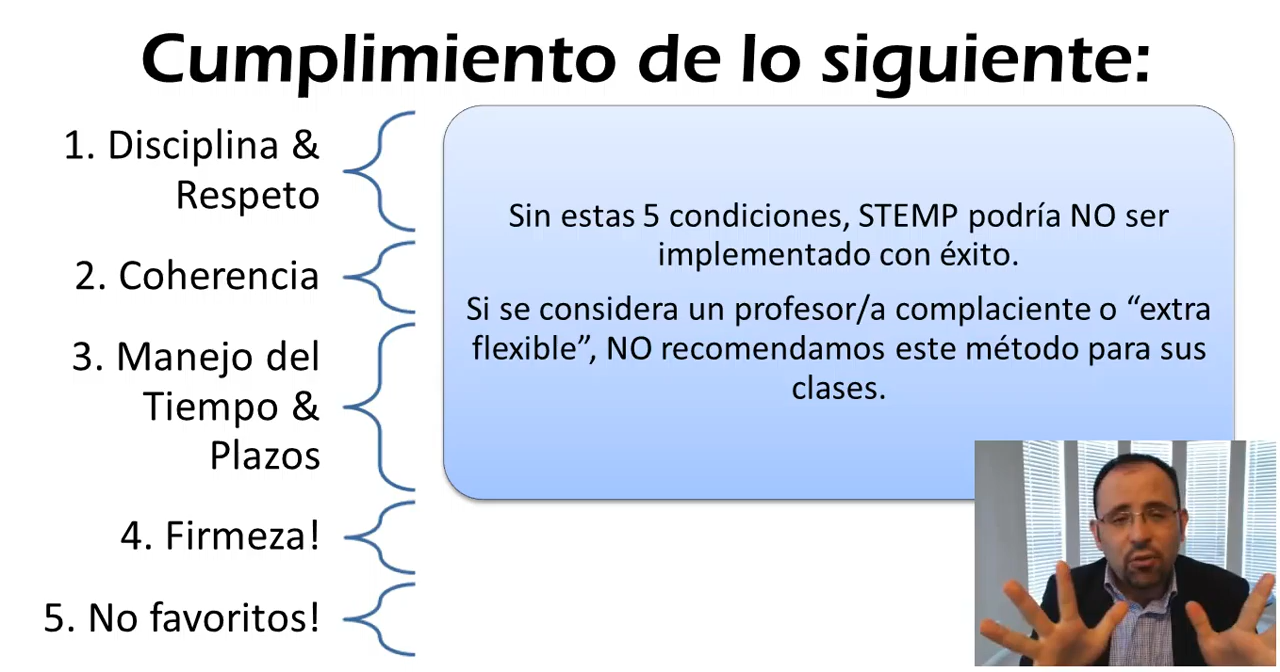 Cumplimiento de lo siguiente:
1. Disciplina &
Respeto
2. Coherencia
3. Manejo del
Tiempo &
Plazos
4. Firmeza!
5. No favoritos!
Sin estas 5 condiciones, STEMP podría NO ser
implementado con éxito.
Si se considera un profesor/a complaciente o “extra
flexible”, NO recomendamos este método para sus
clases.